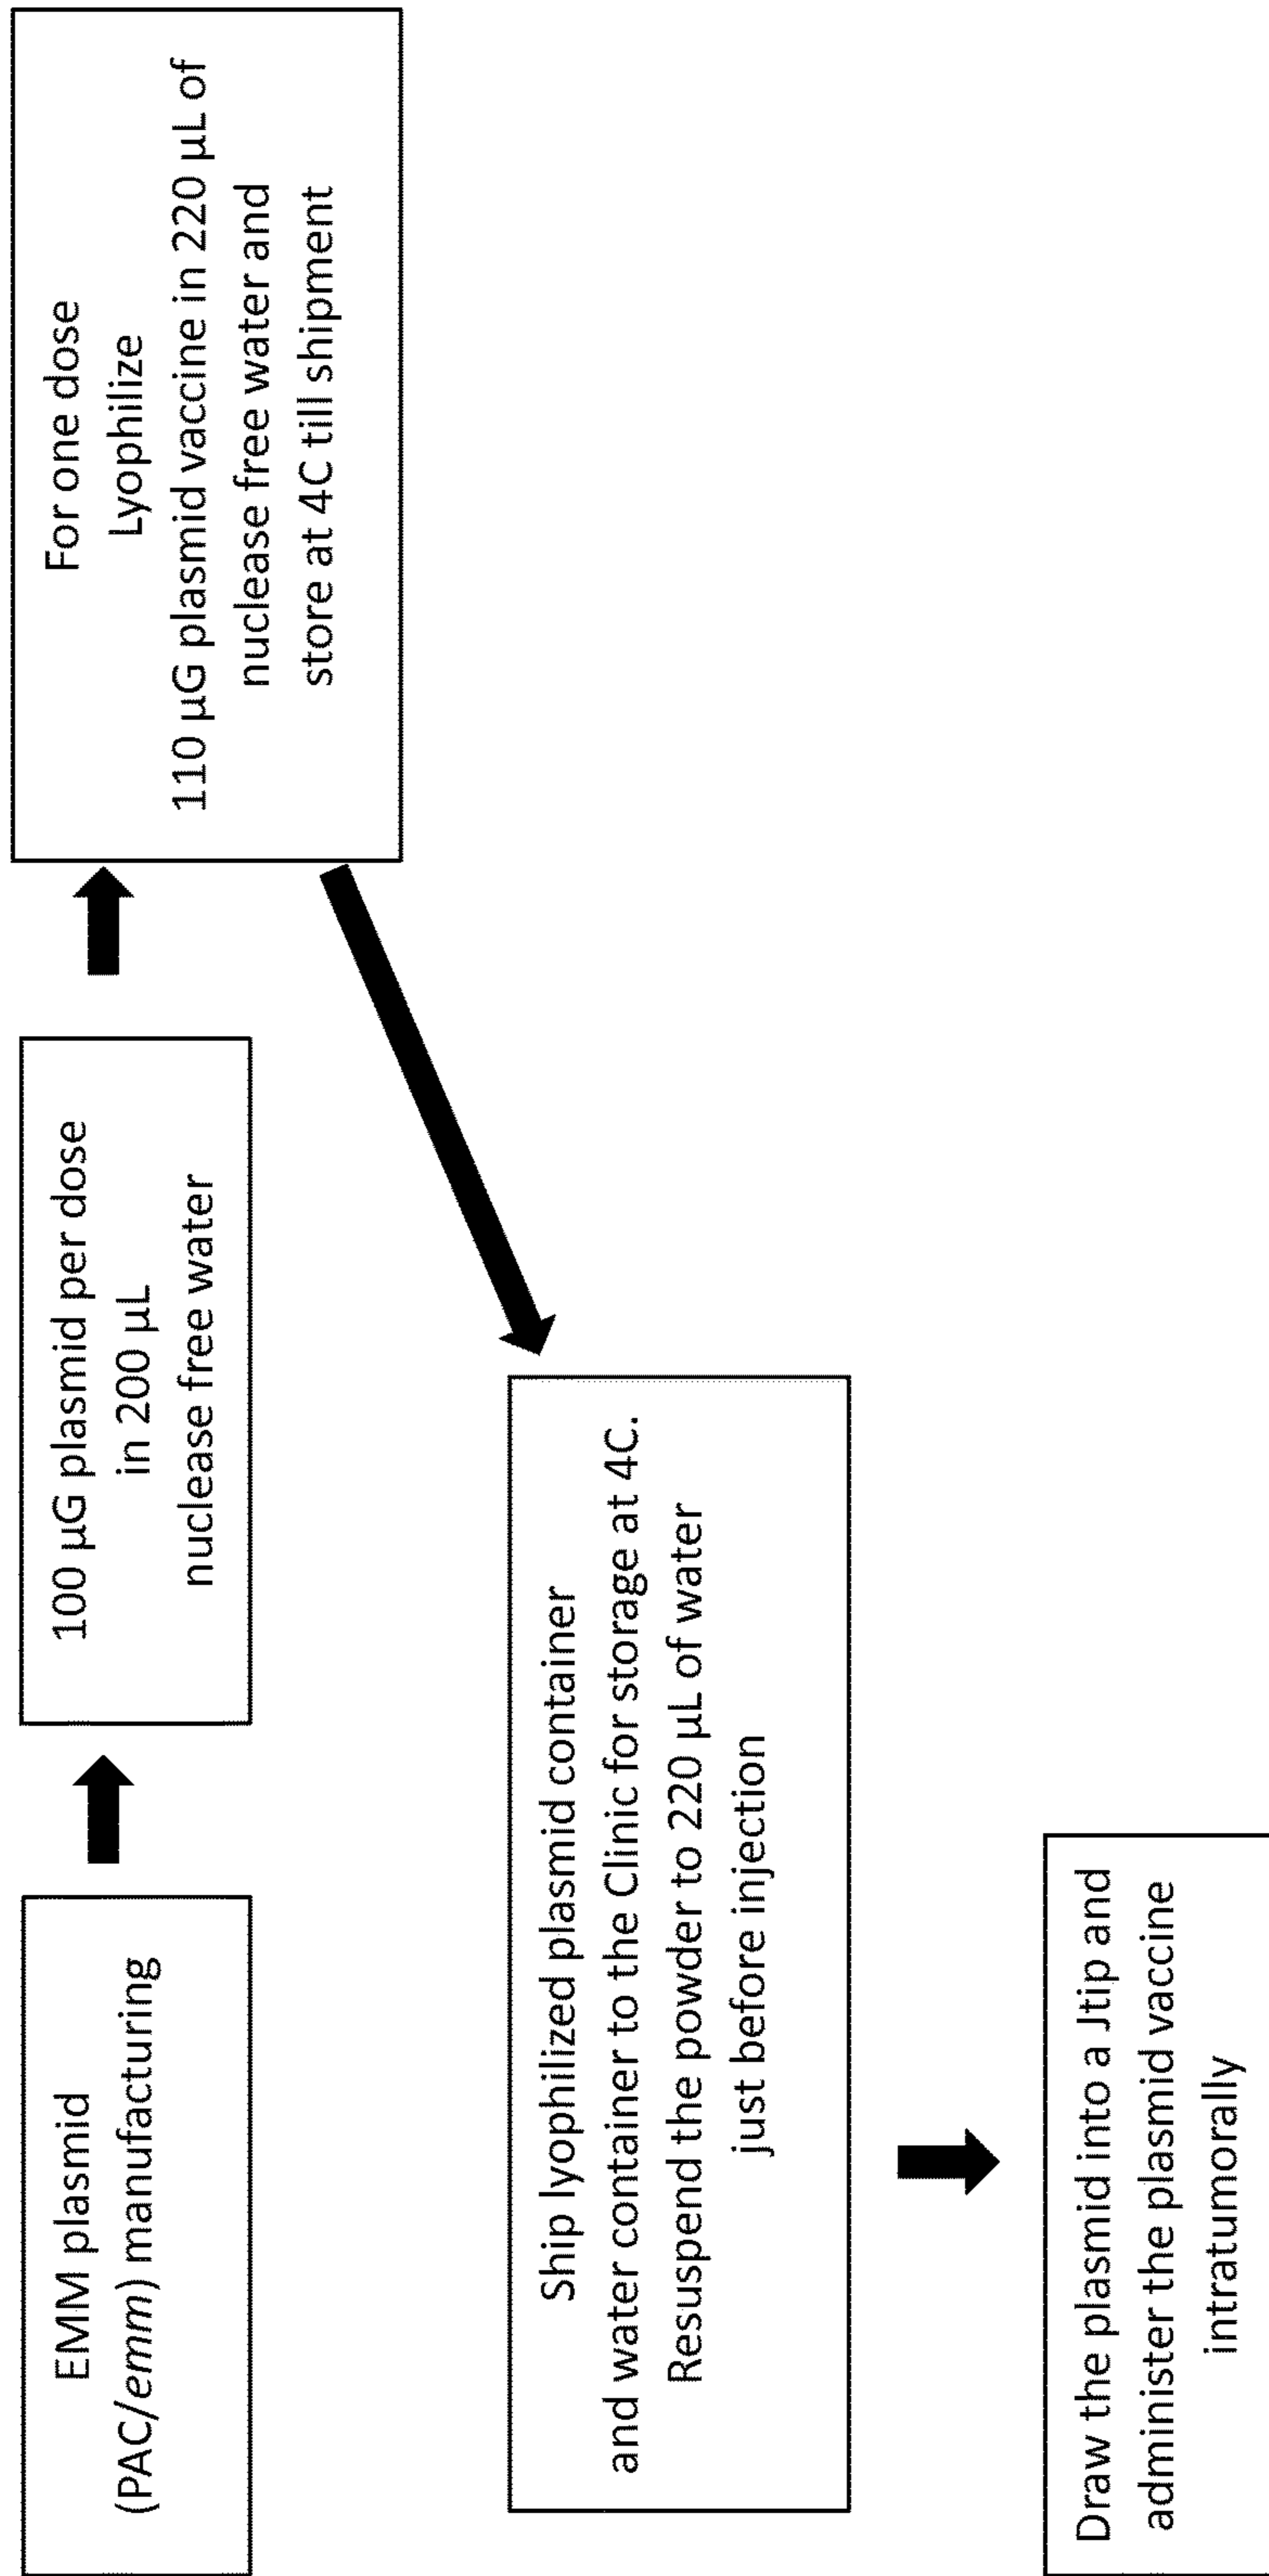 EMM plasmid
(PAC/emm) manufacturing
100 µG plasmid per dose
in 200 µL
nuclease free water
For one dose
Lyophilize
110 µG plasmid vaccine in 220 µL of
nuclease free water and
store at 4C till shipment
Ship lyophilized plasmid container
and water container to the Clinic for storage at 4C.
Resuspend the powder to 220 µL of water
just before injection
Draw the plasmid into a Jtip and
administer the plasmid vaccine
intratumorally